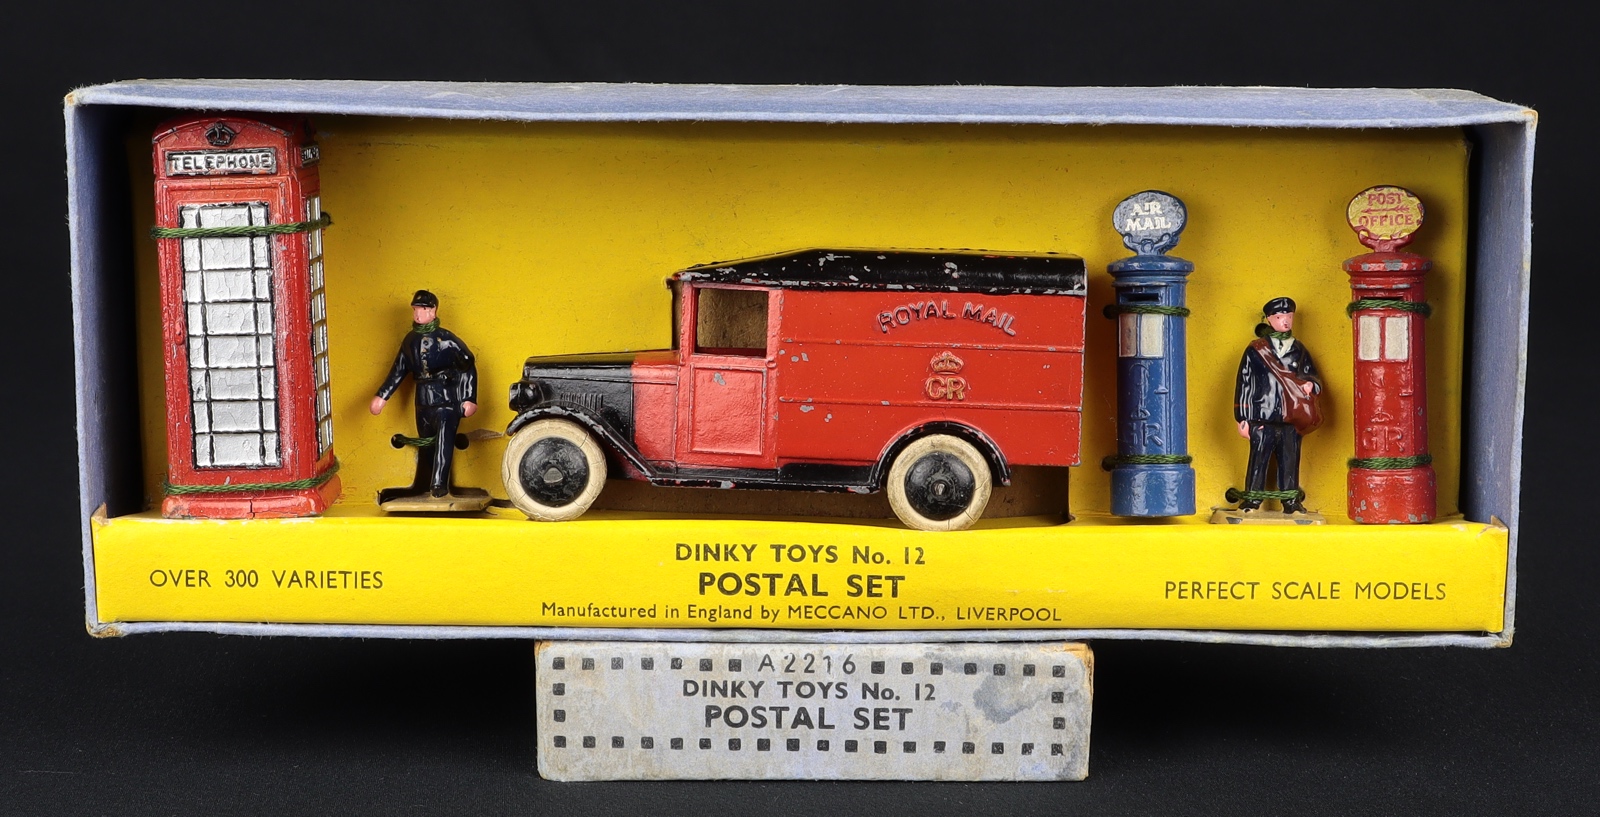 TELEPHONE
AIR
MAIL
POST
OFFICE
ROYAL MAIL
GR
GR
GR
DINKY TOYS No. 12
OVER 300 VARIETIES
POSTAL SET
PERFECT SCALE MODELS
Manufactured in England by MECCANO LTD., LIVERPOOL
A2216
DINKY TOYS No. 12
POSTAL SET